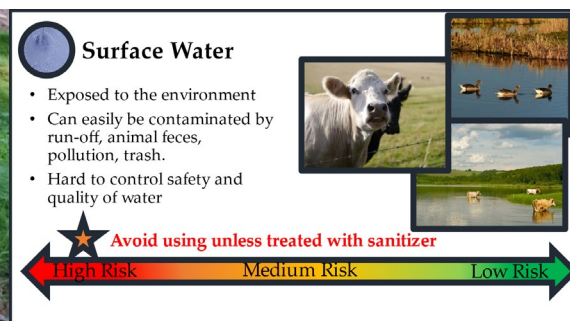 Surface Water
• Exposed to the environment
• Can easily be contaminated by
run-off, animal feces,
pollution, trash.
• Hard to control safety and
quality of water
Avoid using unless treated with sanitizer
High Risk Medium Risk Low Risk